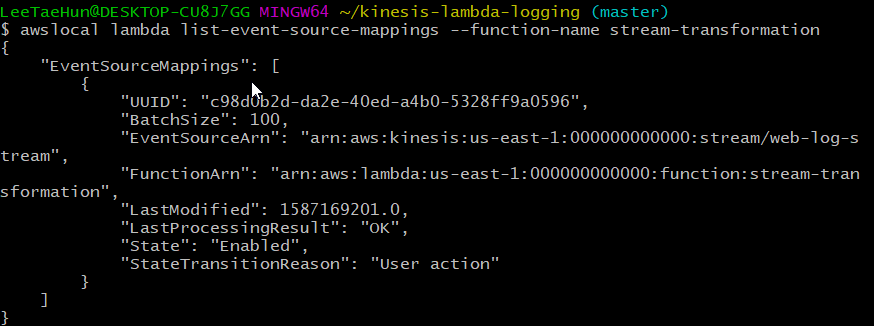 LeeTaeHun@DESKTOP-CU8J7GG MINGW64 ~/kinesis-lambda-logging (master)
$ awslocal lambda list-event-source-mappings --function-name stream-transformation
{
    "EventSourceMappings": [
        {
            "UUID": "c98d0b2d-da2e-40ed-a4b0-5328ff9a0596",
            "BatchSize": 100,
            "EventSourceArn": "arn:aws:kinesis:us-east-1:000000000000:stream/web-log-s
tream",
            "FunctionArn": "arn:aws:lambda:us-east-1:000000000000:function:stream-tran
sformation",
            "LastModified": 1587169201.0,
            "LastProcessingResult": "OK",
            "State": "Enabled",
            "StateTransitionReason": "User action"
        }
    ]
}